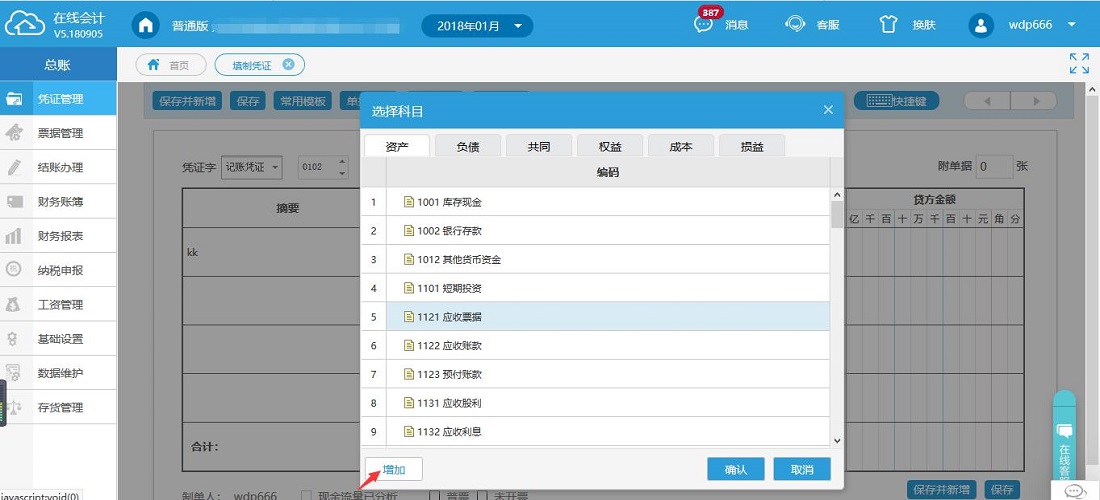 在线会计
V5.180905
普通版
2018年01月
387
消息
客服
换肤
wdp666
总账
首页
填制凭证
凭证管理
票据管理
结账办理
财务账簿
财务报表
纳税申报
工资管理
基础设置
数据维护
存货管理
保存并新增
保存
常用模板
快捷键
凭证字
记账凭证
0102
附单据
0
张
摘要
贷方金额
亿 千 百 十 万 千 百 十 元 角 分
kk
合计：
选择科目
资产
负债
共同
权益
成本
损益
编码
1 1001 库存现金
2 1002 银行存款
3 1012 其他货币资金
4 1101 短期投资
5 1121 应收票据
6 1122 应收账款
7 1123 预付账款
8 1131 应收股利
9 1132 应收利息
增加
确认
取消
制单人： wdp666
现金流量已分析
普票
未开票
保存并新增
保存
在线客服
javascript:void(0)